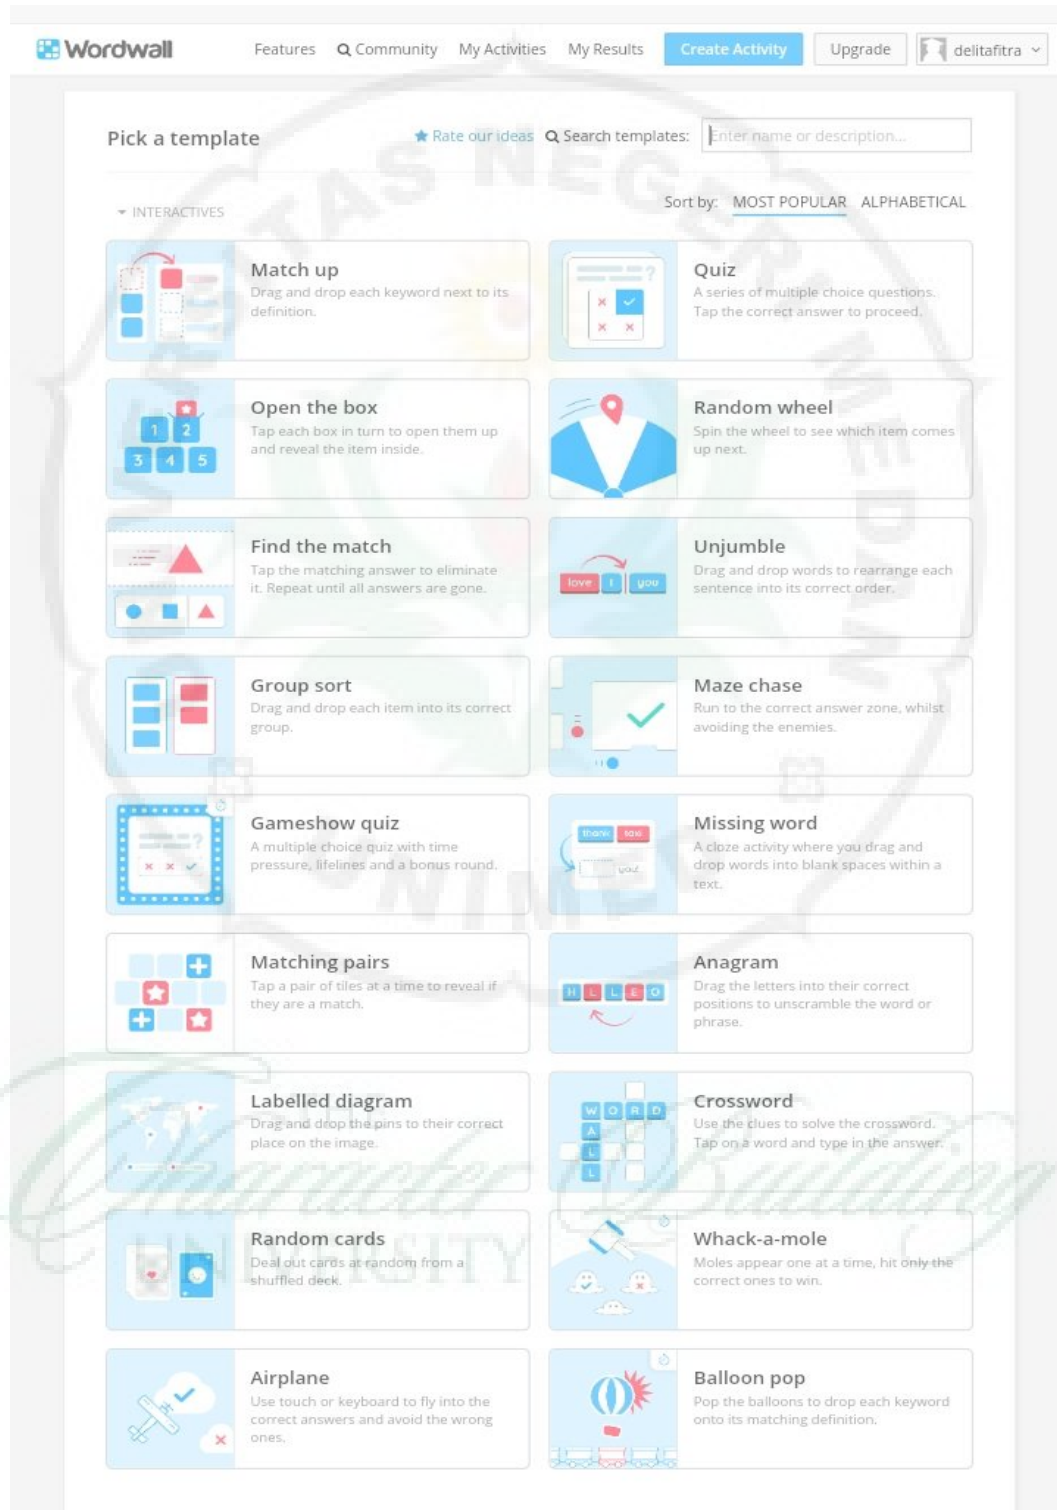 Wordwall
Features Community My Activities My Results Create Activity Upgrade delitafitra
Pick a template
Rate our ideas Search templates: Enter name or description...
INTERACTIVES
Sort by: MOST POPULAR ALPHABETICAL
Match up
Drag and drop each keyword next to its
definition.
Quiz
A series of multiple choice questions.
Tap the correct answer to proceed.
Open the box
Tap each box in turn to open them up
and reveal the item inside.
1 2
3 4 5
Random wheel
Spin the wheel to see which item comes
up next.
Find the match
Tap the matching answer to eliminate
it. Repeat until all answers are gone.
Unjumble
Drag and drop words to rearrange each
sentence into its correct order.
love I you
Group sort
Drag and drop each item into its correct
group.
Maze chase
Run to the correct answer zone, whilst
avoiding the enemies.
Gameshow quiz
A multiple choice quiz with time
pressure, lifelines and a bonus round.
Missing word
A cloze activity where you drag and
drop words into blank spaces within a
text.
thank taxi
you!
Matching pairs
Tap a pair of tiles at a time to reveal if
they are a match.
Anagram
Drag the letters into their correct
positions to unscramble the word or
phrase.
H L L E O
Labelled diagram
Drag and drop the pins to their correct
place on the image.
Crossword
Use the clues to solve the crossword.
Tap on a word and type in the answer.
W O R D
A
L
L
Random cards
Deal out cards at random from a
shuffled deck.
Whack-a-mole
Moles appear one at a time, hit only the
correct ones to win.
Airplane
Use touch or keyboard to fly into the
correct answers and avoid the wrong
ones.
Balloon pop
Pop the balloons to drop each keyword
onto its matching definition.
UNIVERSITAS NEGERI MEDAN
UNIMED
THE
Character Building
UNIVERSITY